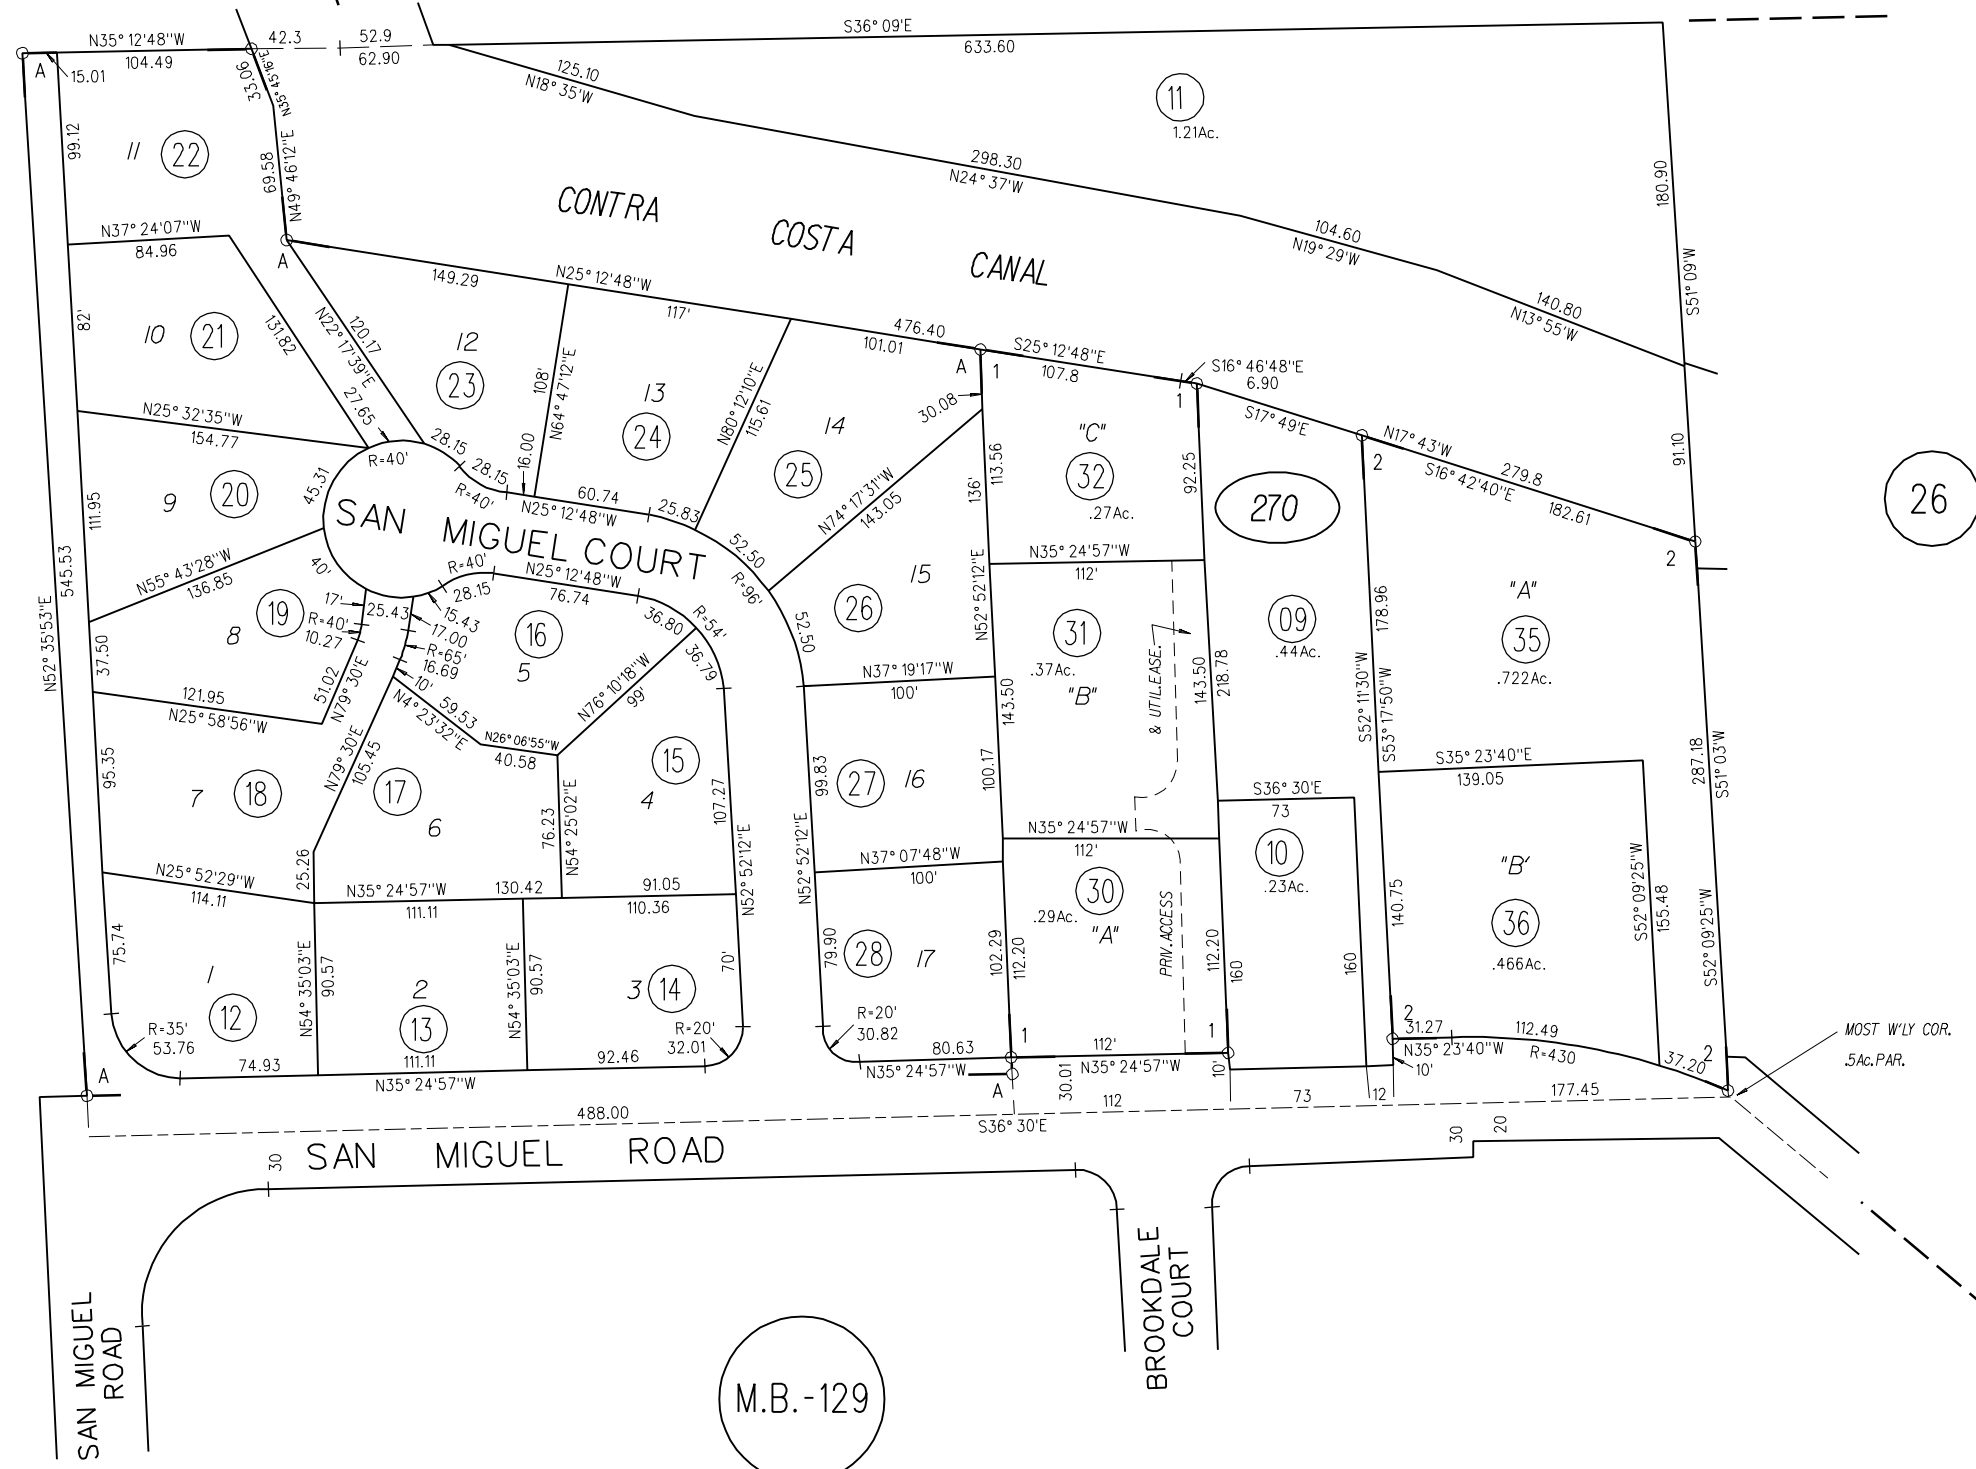 S36° 09'E
633.60
N35° 12'48"W
104.49
42.3
52.9
62.90
A
15.01
33.06
N35° 45'16"E
125.10
N18° 35'W
11
1.21Ac.
99.12
11
22
69.58
N49° 46'12"E
298.30
N24° 37'W
180.90
CONTRA COSTA CANAL
N37° 24'07"W
84.96
A
104.60
N19° 29'W
S51° 09'W
149.29
N25° 12'48"W
117'
476.40
101.01
140.80
N13° 55'W
82'
10
21
131.82
N22° 17'39"E
120.17
12
23
108'
N64° 47'12"E
13
24
N80° 12'10"E
115.61
14
25
A
1
S25° 12'48"E
107.8
S16° 46'48"E
6.90
1
30.08
S17° 49'E
N17° 43'W
279.8
S16° 42'40"E
182.61
2
91.10
26
27.65
N25° 32'35"W
154.77
R=40'
28.15
28.15
R=40'
16.00
60.74
N25° 12'48"W
25.83
N74° 17'31"W
143.05
113.56
136'
"C"
32
.27Ac.
92.25
270
2
9
20
111.95
45.31
SAN MIGUEL COURT
52.50
R=96'
N55° 43'28"W
136.85
40'
R=40'
28.15
N25° 12'48"W
76.74
N35° 24'57"W
112'
545.53
N52° 35'53"E
19
8
17'
25.43
R=40'
10.27
15.43
17.00
R=65'
16.69
10'
16
5
36.80
R=54'
36.79
52.50
26
15
N52° 52'12"E
31
.37Ac.
"B"
& UTIL.EASE.
09
.44Ac.
178.96
"A"
35
.722Ac.
37.50
121.95
N25° 58'56"W
51.02
N79° 30'E
59.53
N4° 23'32"E
N76° 10'18"W
99'
N37° 19'17"W
100'
143.50
143.50
218.78
S52° 11'30"W
S53° 17'50"W
95.35
7
18
N79° 30'E
105.45
17
6
N26° 06'55"W
40.58
76.23
N54° 25'02"E
15
4
107.27
99.83
27
16
100.17
S36° 30'E
73
S35° 23'40"E
139.05
287.18
S51° 03'W
N25° 52'29"W
114.11
25.26
N35° 24'57"W
130.42
111.11
91.05
110.36
N52° 52'12"E
N52° 52'12"E
N37° 07'48"W
100'
N35° 24'57"W
112'
10
.23Ac.
"B'
36
.466Ac.
140.75
S52° 09'25"W
155.48
S52° 09'25"W
75.74
1
12
N54° 35'03"E
90.57
2
13
N54° 35'03"E
90.57
3
14
70'
79.90
28
17
102.29
112.20
30
.29Ac.
"A"
PRIV.ACCESS
112.20
160
160
R=35'
53.76
74.93
111.11
N35° 24'57"W
92.46
R=20'
32.01
R=20'
30.82
80.63
N35° 24'57"W
1
112'
N35° 24'57"W
1
2
31.27
N35° 23'40"W
112.49
R=430
37.20
2
MOST W'LY COR.
.5Ac.PAR.
A
A
30.01
10'
10'
488.00
S36° 30'E
112
73
12
177.45
SAN MIGUEL ROAD
30
30
20
SAN MIGUEL
ROAD
BROOKDALE
COURT
M.B.-129